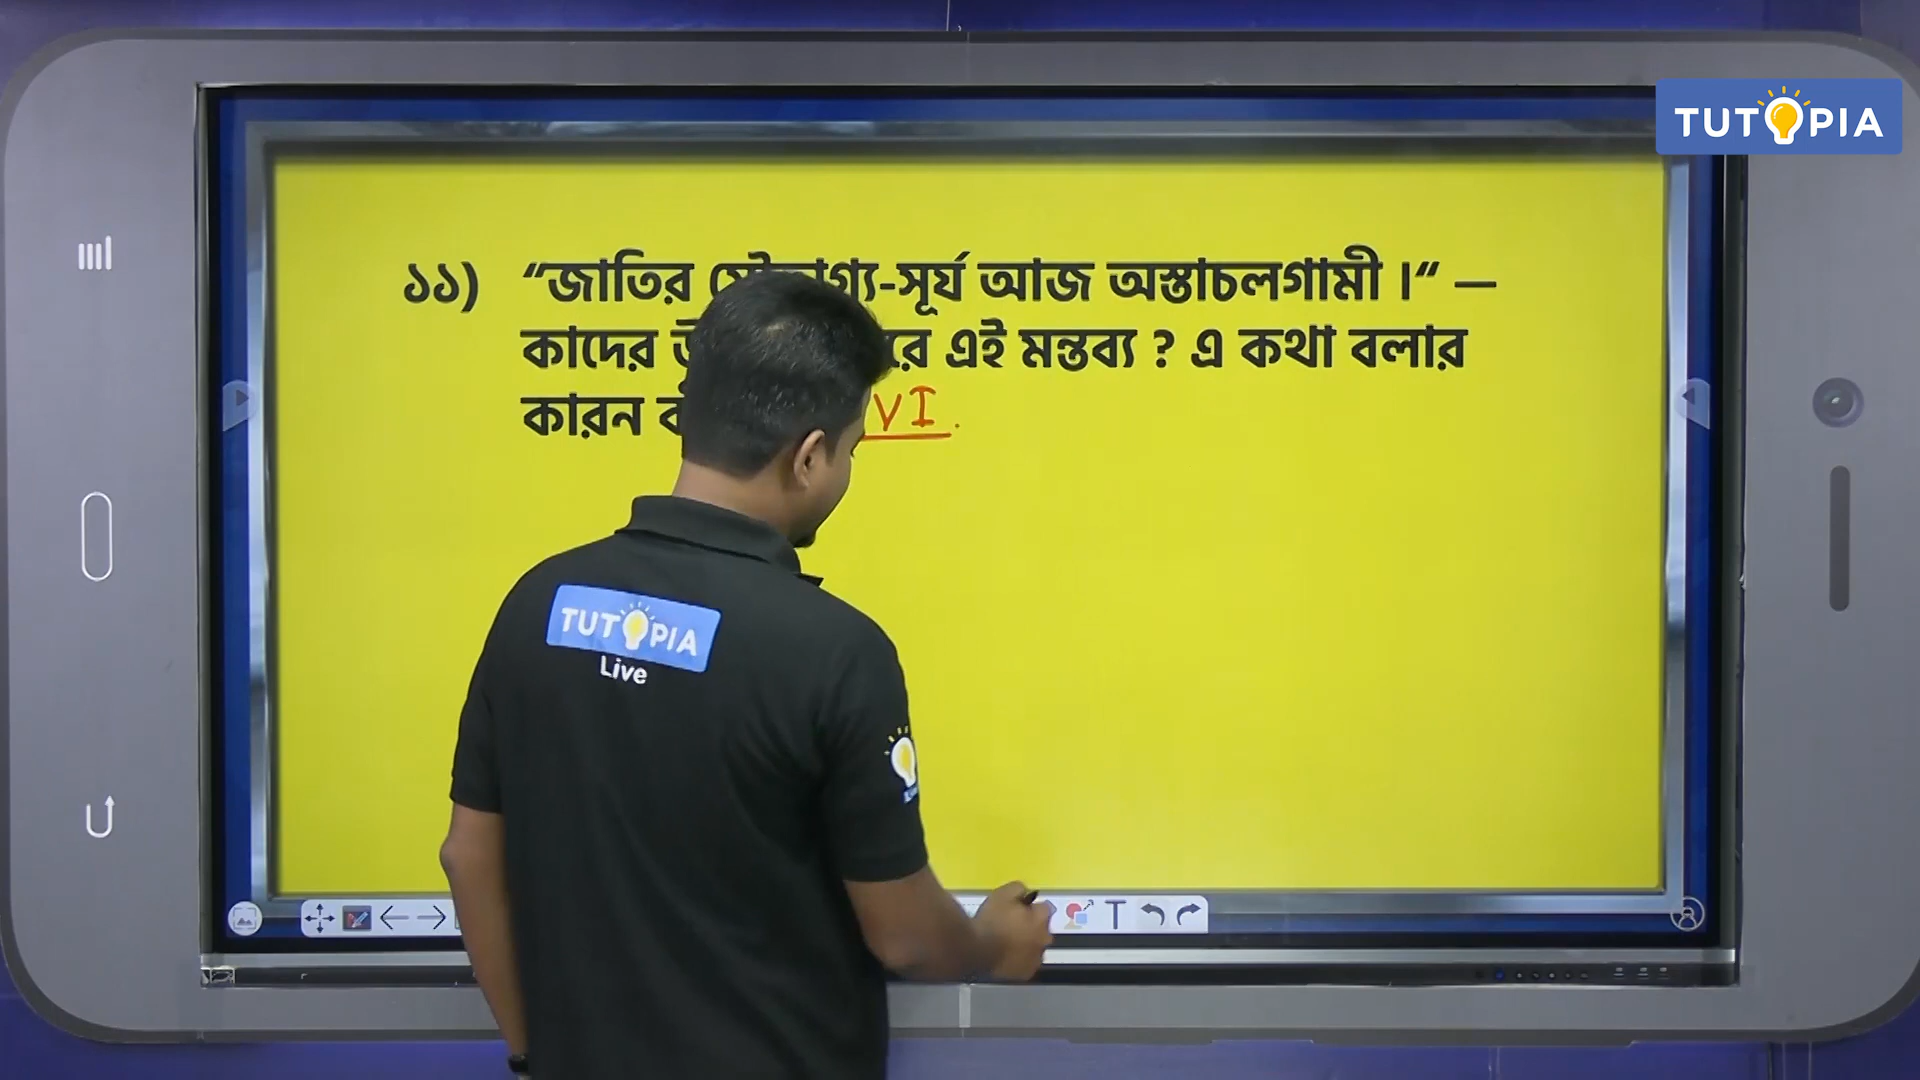 TUTOPIA
১১) “জাতির সৌভাগ্য-সূর্য আজ অস্তাচলগামী ।“ —
কাদের এই মন্তব্য ? এ কথা বলার
কারন
VI.
TUTOPIA
Live
T